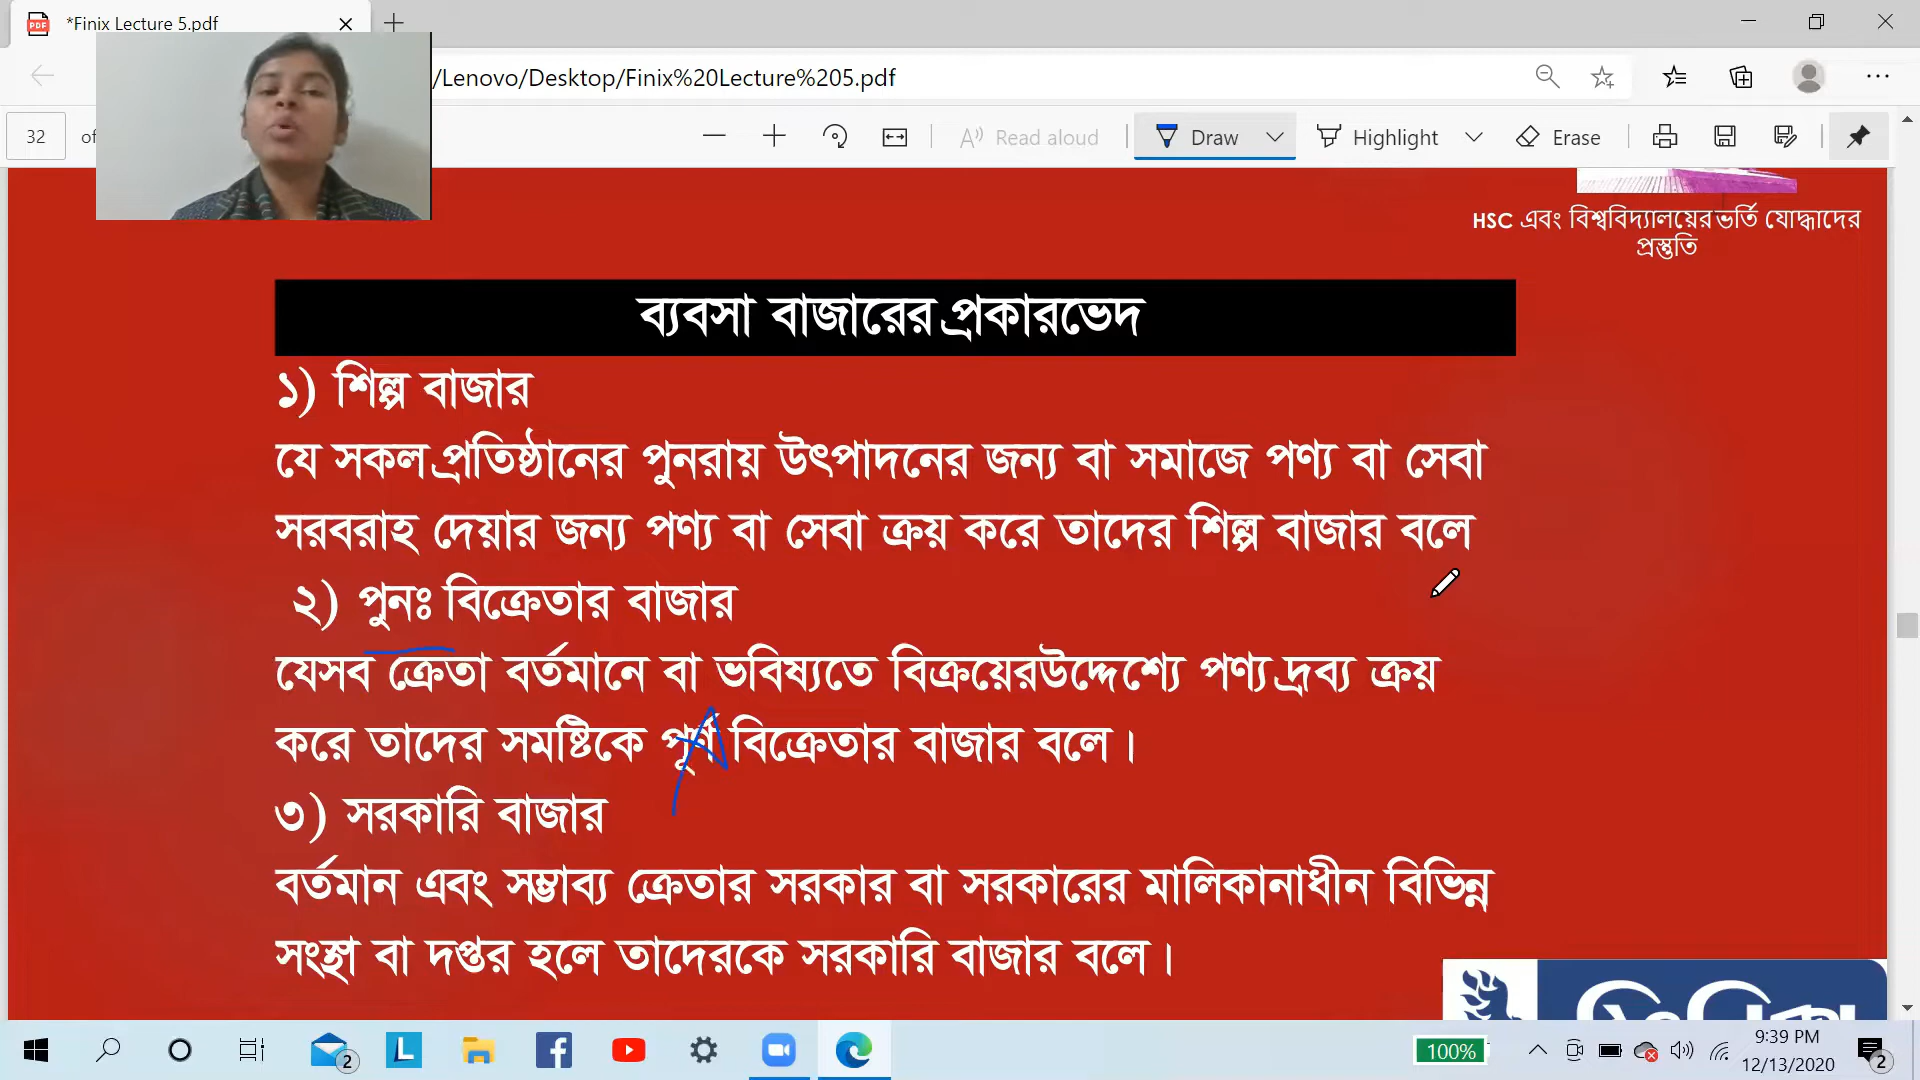 *Finix Lecture 5.pdf
/Lenovo/Desktop/Finix%20Lecture%205.pdf
32 of
Read aloud
Draw
Highlight
Erase
HSC এবং বিশ্ববিদ্যালয়ের ভর্তি যোদ্ধাদের
প্রস্তুতি
ব্যবসা বাজারের প্রকারভেদ
১) শিল্প বাজার
যে সকল প্রতিষ্ঠানের পুনরায় উৎপাদনের জন্য বা সমাজে পণ্য বা সেবা
সরবরাহ দেয়ার জন্য পণ্য বা সেবা ক্রয় করে তাদের শিল্প বাজার বলে
২) পুনঃ বিক্রেতার বাজার
যেসব ক্রেতা বর্তমানে বা ভবিষ্যতে বিক্রয়েরউদ্দেশ্যে পণ্য দ্রব্য ক্রয়
করে তাদের সমষ্টিকে বিক্রেতার বাজার বলে।
৩) সরকারি বাজার
বর্তমান এবং সম্ভাব্য ক্রেতার সরকার বা সরকারের মালিকানাধীন বিভিন্ন
সংস্থা বা দপ্তর হলে তাদেরকে সরকারি বাজার বলে।
100%
9:39 PM
12/13/2020
2
2